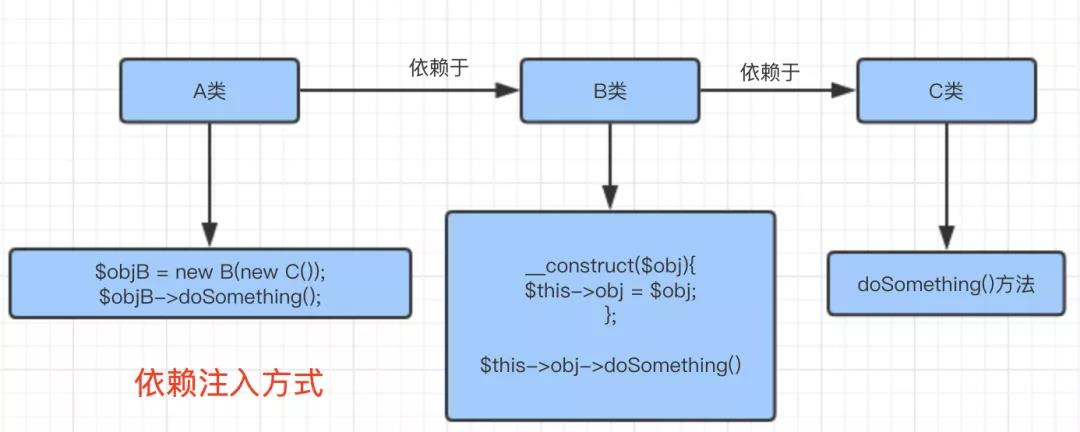 依赖于
依赖于
A类
B类
C类
$objB = new B(new C());
$objB->doSomething();
__construct($obj){
$this->obj = $obj;
};
$this->obj->doSomething()
doSomething()方法
依赖注入方式